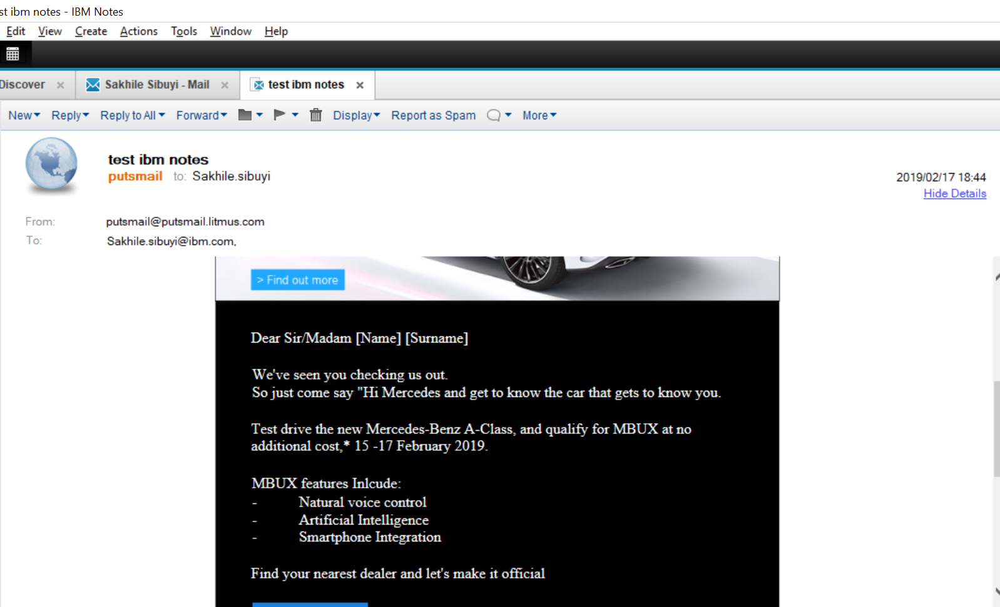 st ibm notes - IBM Notes
Edit View Create Actions Tools Window Help
Discover Sakhile Sibuyi - Mail test ibm notes
New Reply Reply to All Forward Display Report as Spam More
test ibm notes
putsmail to: Sakhile.sibuyi
2019/02/17 18:44
Hide Details
From: putsmail@putsmail.litmus.com
To: Sakhile.sibuyi@ibm.com,
> Find out more
Dear Sir/Madam [Name] [Surname]
We've seen you checking us out.
So just come say "Hi Mercedes and get to know the car that gets to know you.
Test drive the new Mercedes-Benz A-Class, and qualify for MBUX at no
additional cost,* 15 -17 February 2019.
MBUX features Inlcude:
- Natural voice control
- Artificial Intelligence
- Smartphone Integration
Find your nearest dealer and let's make it official